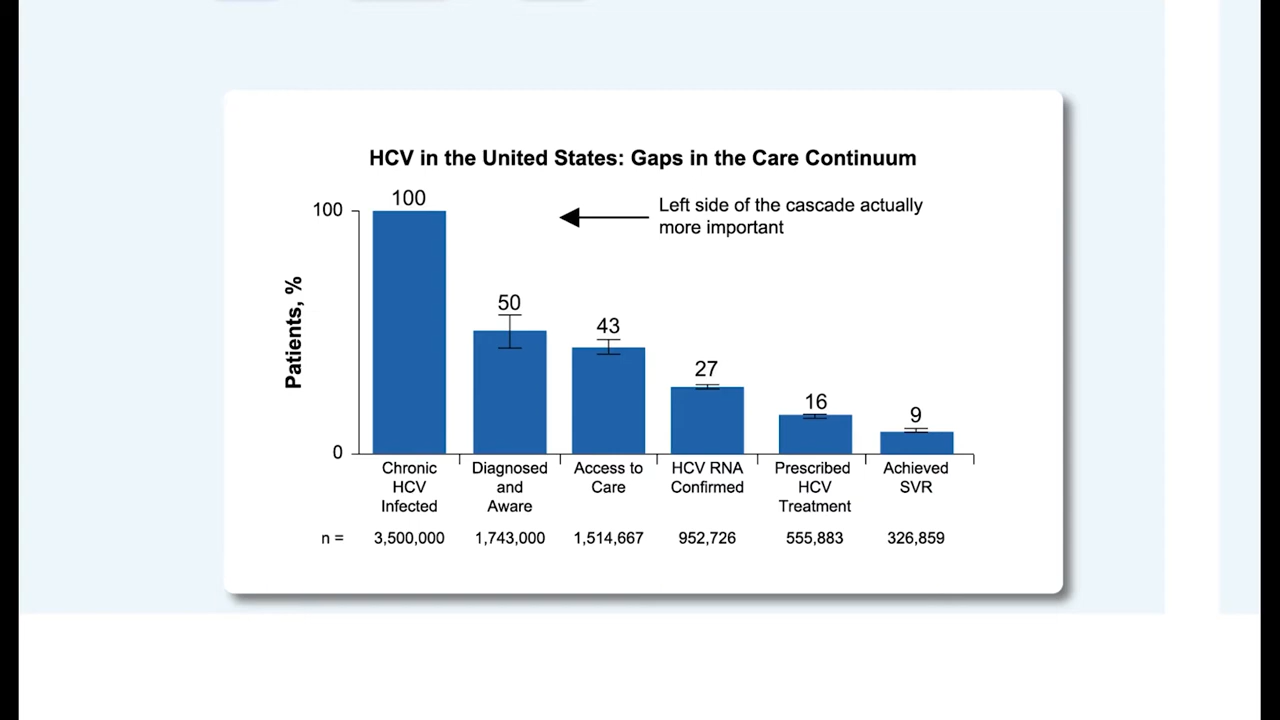 HCV in the United States: Gaps in the Care Continuum
Left side of the cascade actually
more important
Patients, %
100
0
100
50
43
27
16
9
Chronic
HCV
Infected
Diagnosed
and
Aware
Access to
Care
HCV RNA
Confirmed
Prescribed
HCV
Treatment
Achieved
SVR
n = 3,500,000 1,743,000 1,514,667 952,726 555,883 326,859